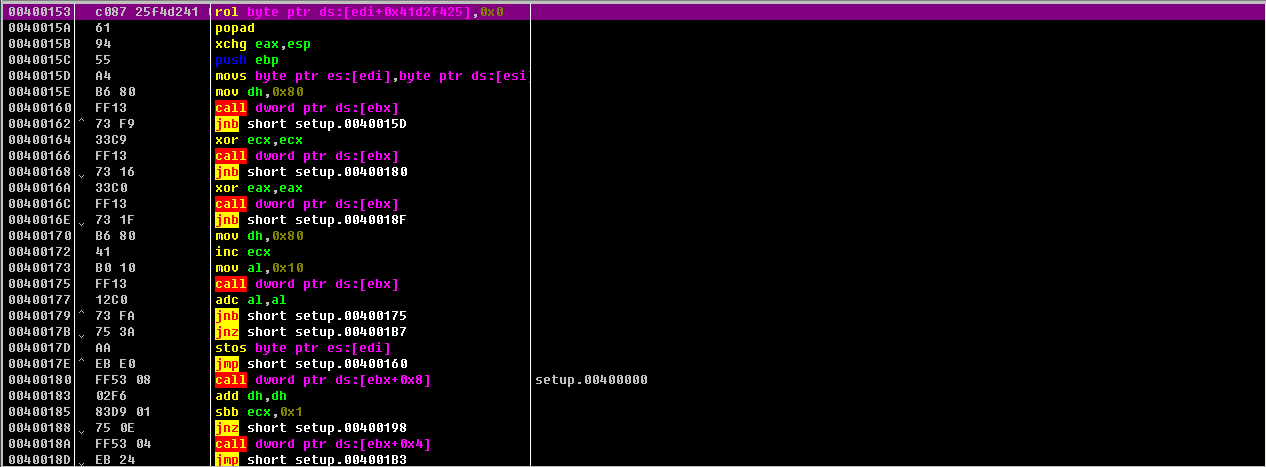 00400153 c087 25f4d241 rol byte ptr ds:[edi+0x41d2f425],0x0
0040015A 61 popad
0040015B 94 xchg eax,esp
0040015C 55 push ebp
0040015D A4 movs byte ptr es:[edi],byte ptr ds:[esi
0040015E B6 80 mov dh,0x80
00400160 FF13 call dword ptr ds:[ebx]
00400162 ^ 73 F9 jnb short setup.0040015D
00400164 33C9 xor ecx,ecx
00400166 FF13 call dword ptr ds:[ebx]
00400168 v 73 16 jnb short setup.00400180
0040016A 33C0 xor eax,eax
0040016C FF13 call dword ptr ds:[ebx]
0040016E v 73 1F jnb short setup.0040018F
00400170 B6 80 mov dh,0x80
00400172 41 inc ecx
00400173 B0 10 mov al,0x10
00400175 FF13 call dword ptr ds:[ebx]
00400177 12C0 adc al,al
00400179 ^ 73 FA jnb short setup.00400175
0040017B v 75 3A jnz short setup.004001B7
0040017D AA stos byte ptr es:[edi]
0040017E ^ EB E0 jmp short setup.00400160
00400180 FF53 08 call dword ptr ds:[ebx+0x8] setup.00400000
00400183 02F6 add dh,dh
00400185 83D9 01 sbb ecx,0x1
00400188 v 75 0E jnz short setup.00400198
0040018A FF53 04 call dword ptr ds:[ebx+0x4]
0040018D v EB 24 jmp short setup.004001B3